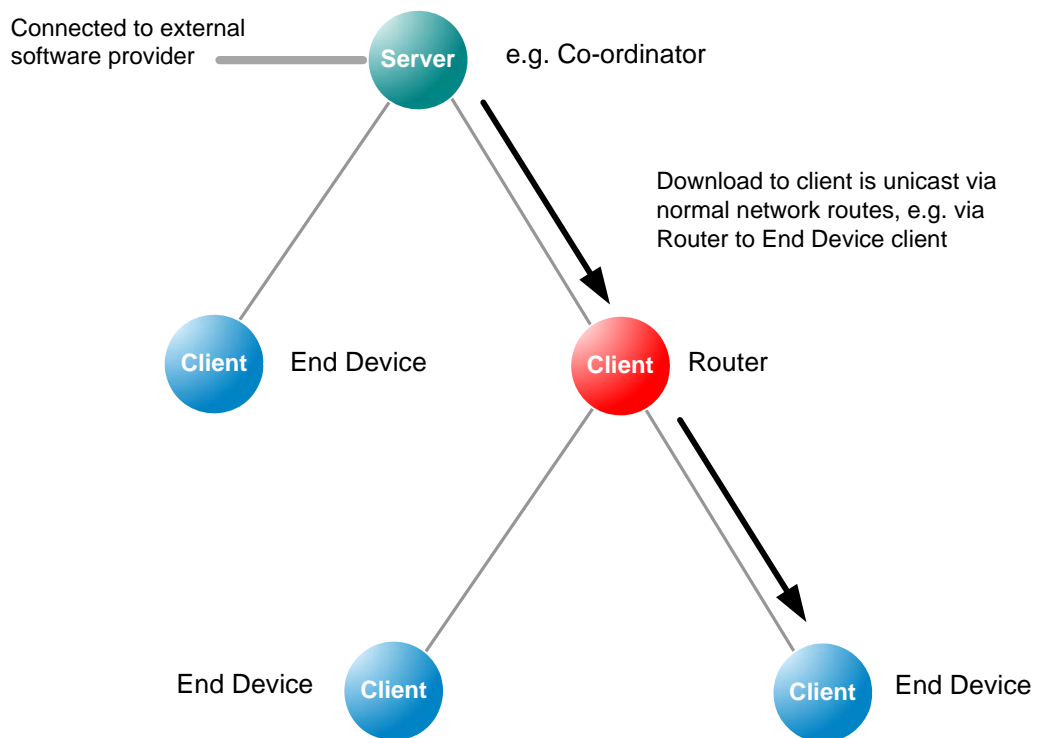 Connected to external
software provider
Server
e.g. Co-ordinator
Download to client is unicast via
normal network routes, e.g. via
Router to End Device client
Client
End Device
Client
Router
End Device
Client
Client
End Device